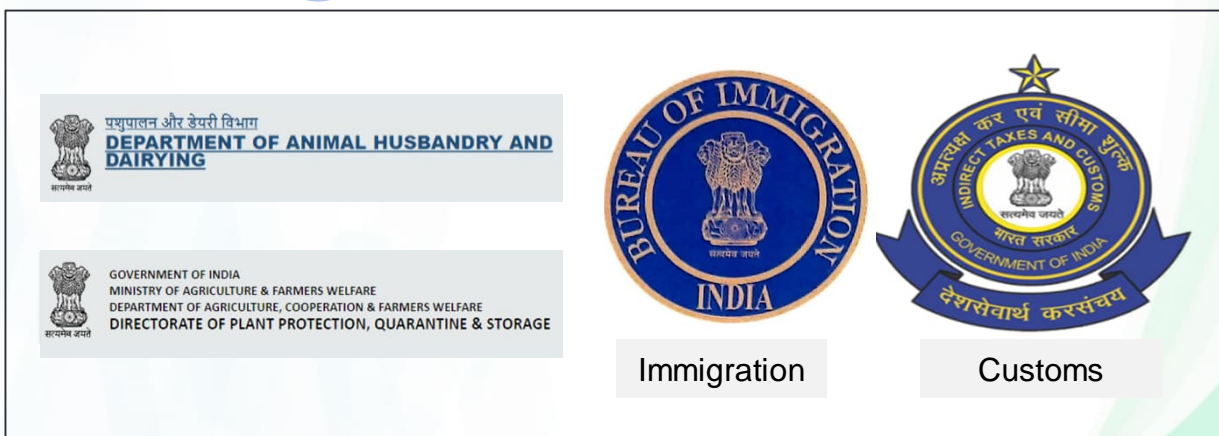 पशुपालन और डेयरी विभाग
DEPARTMENT OF ANIMAL HUSBANDRY AND
DAIRYING
सत्यमेव जयते
GOVERNMENT OF INDIA
MINISTRY OF AGRICULTURE & FARMERS WELFARE
DEPARTMENT OF AGRICULTURE, COOPERATION & FARMERS WELFARE
DIRECTORATE OF PLANT PROTECTION, QUARANTINE & STORAGE
सत्यमेव जयते
BUREAU OF IMMIGRATION
सत्यमेव जयते
INDIA
Immigration
अप्रत्यक्ष कर एवं सीमा शुल्क
INDIRECT TAXES AND CUSTOMS
सत्यमेव जयते
भारत सरकार
GOVERNMENT OF INDIA
देशसेवार्थ करसंचय
Customs